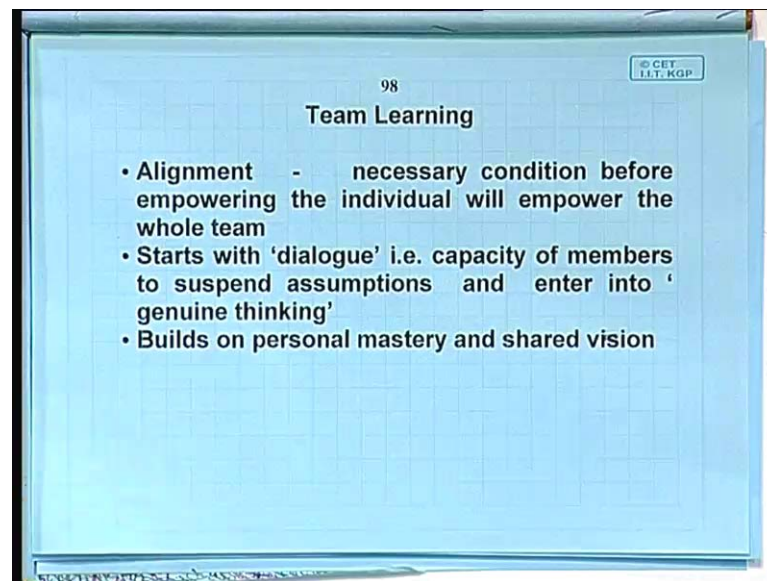 © CET
I.I.T. KGP
98
Team Learning
• Alignment - necessary condition before
empowering the individual will empower the
whole team
• Starts with ‘dialogue’ i.e. capacity of members
to suspend assumptions and enter into ‘
genuine thinking’
• Builds on personal mastery and shared vision